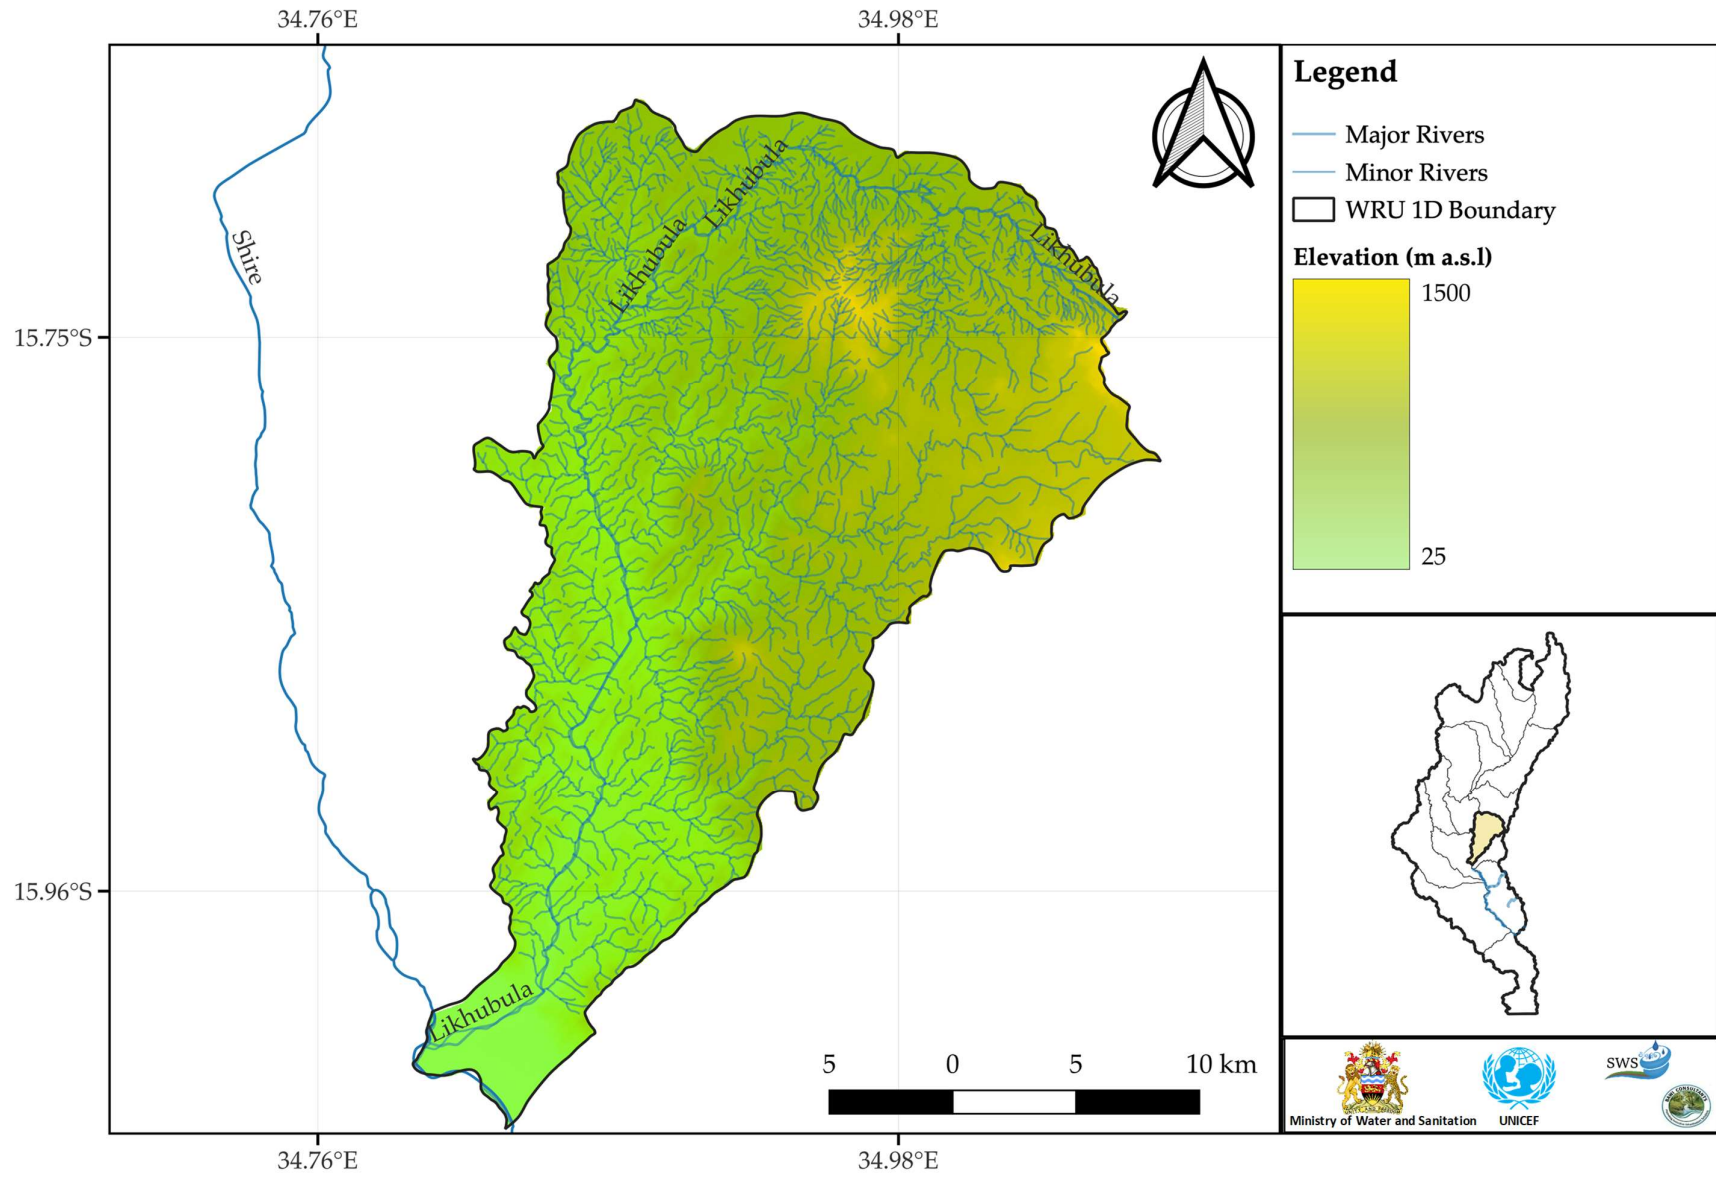 34.76°E
34.98°E
Shire
Likhubula
Likhubula
Likhubula
15.75°S
15.96°S
Likhubula
5
0
5
10 km
34.76°E
34.98°E
Legend
Major Rivers
Minor Rivers
WRU 1D Boundary
Elevation (m a.s.l)
1500
25
Ministry of Water and Sanitation
UNICEF
SWS